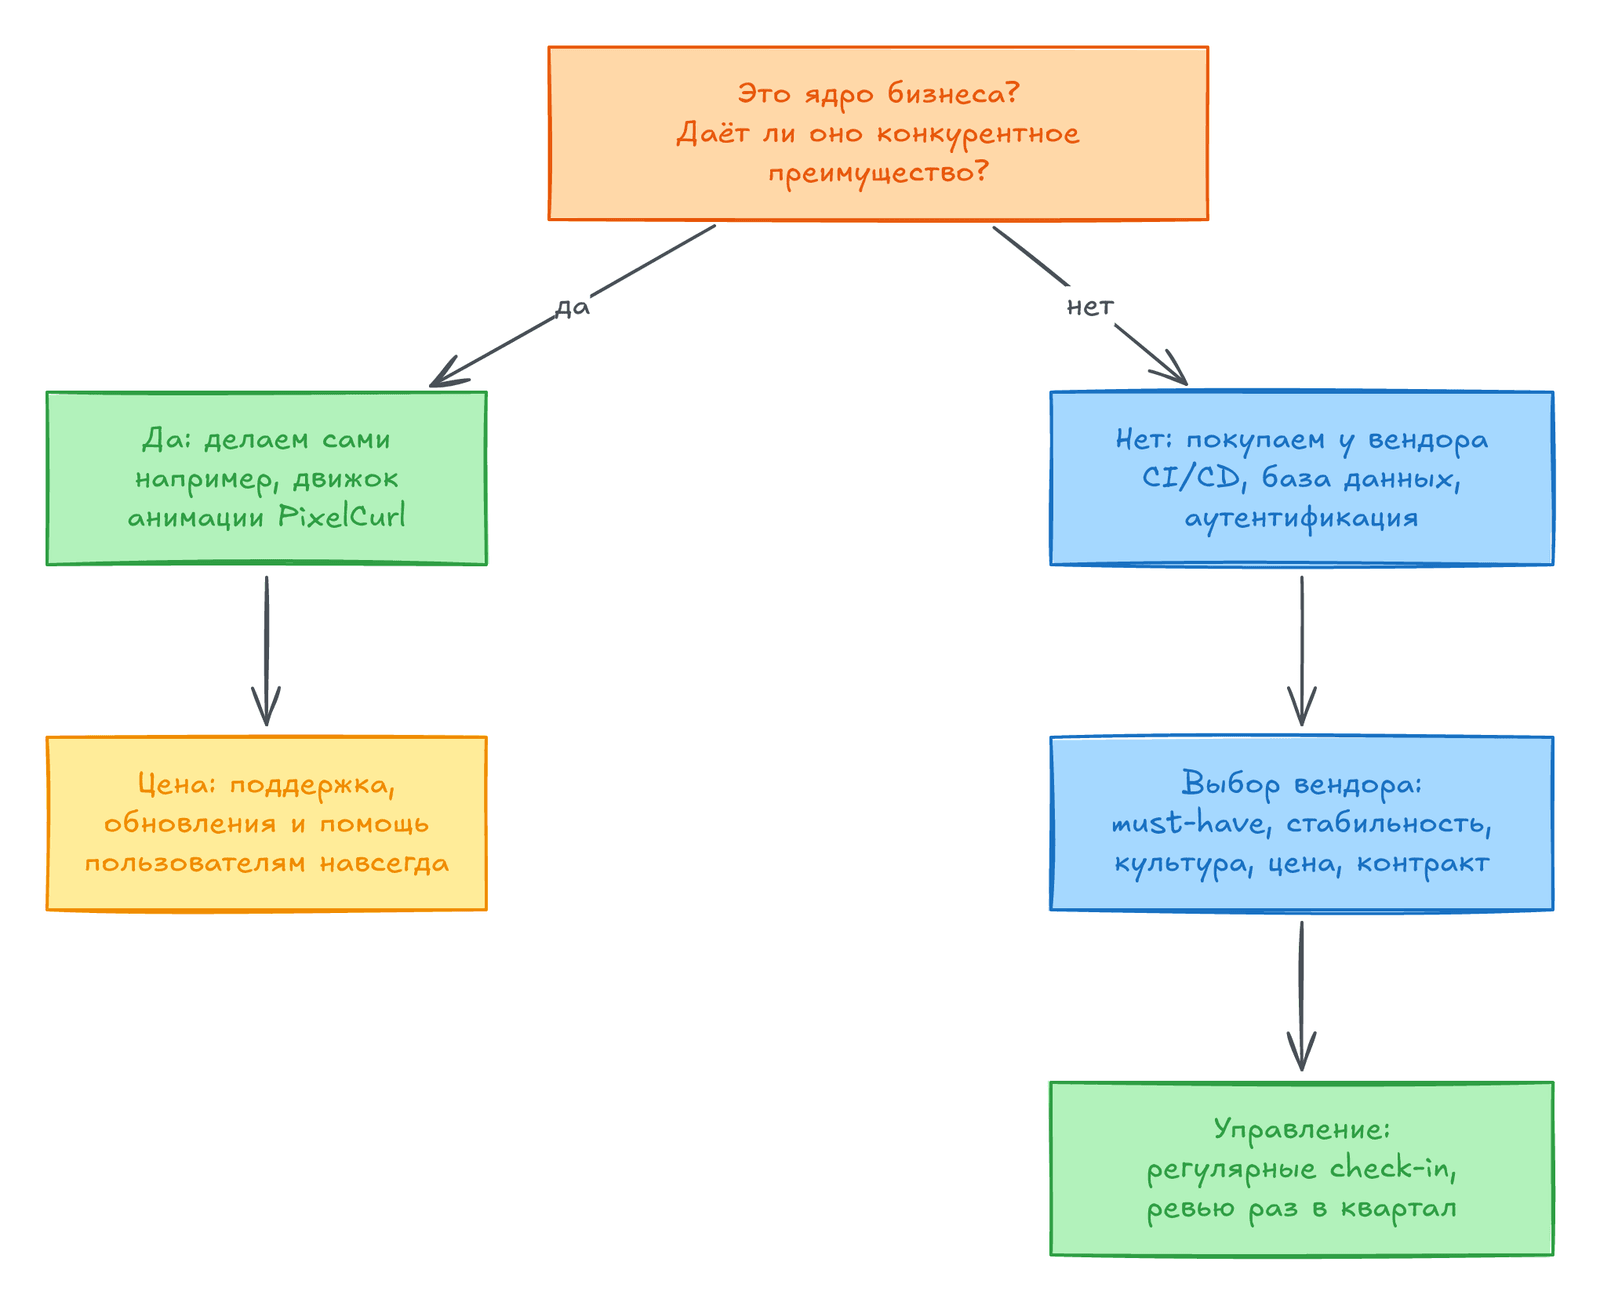 Это ядро бизнеса?
Даёт ли оно конкурентное
преимущество?
да
нет
Да: делаем сами
например, движок
анимации PixelCurl
Нет: покупаем у вендора
CI/CD, база данных,
аутентификация
Цена: поддержка,
обновления и помощь
пользователям навсегда
Выбор вендора:
must-have, стабильность,
культура, цена, контракт
Управление:
регулярные check-in,
ревью раз в квартал